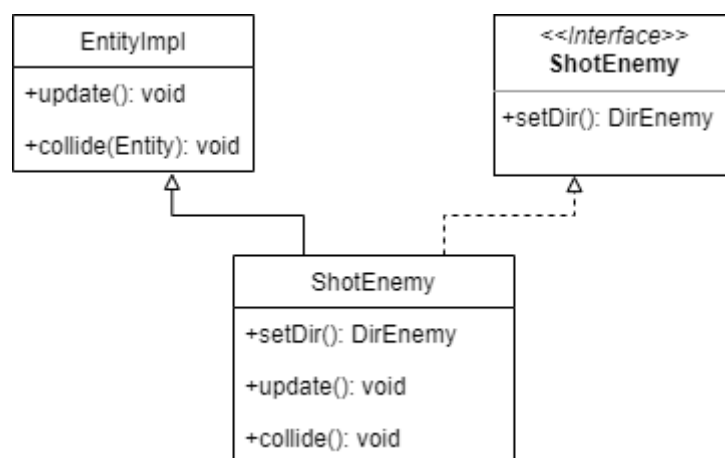 EntityImpl
+update(): void
+collide(Entity): void
<<Interface>>
ShotEnemy
+setDir(): DirEnemy
ShotEnemy
+setDir(): DirEnemy
+update(): void
+collide(): void